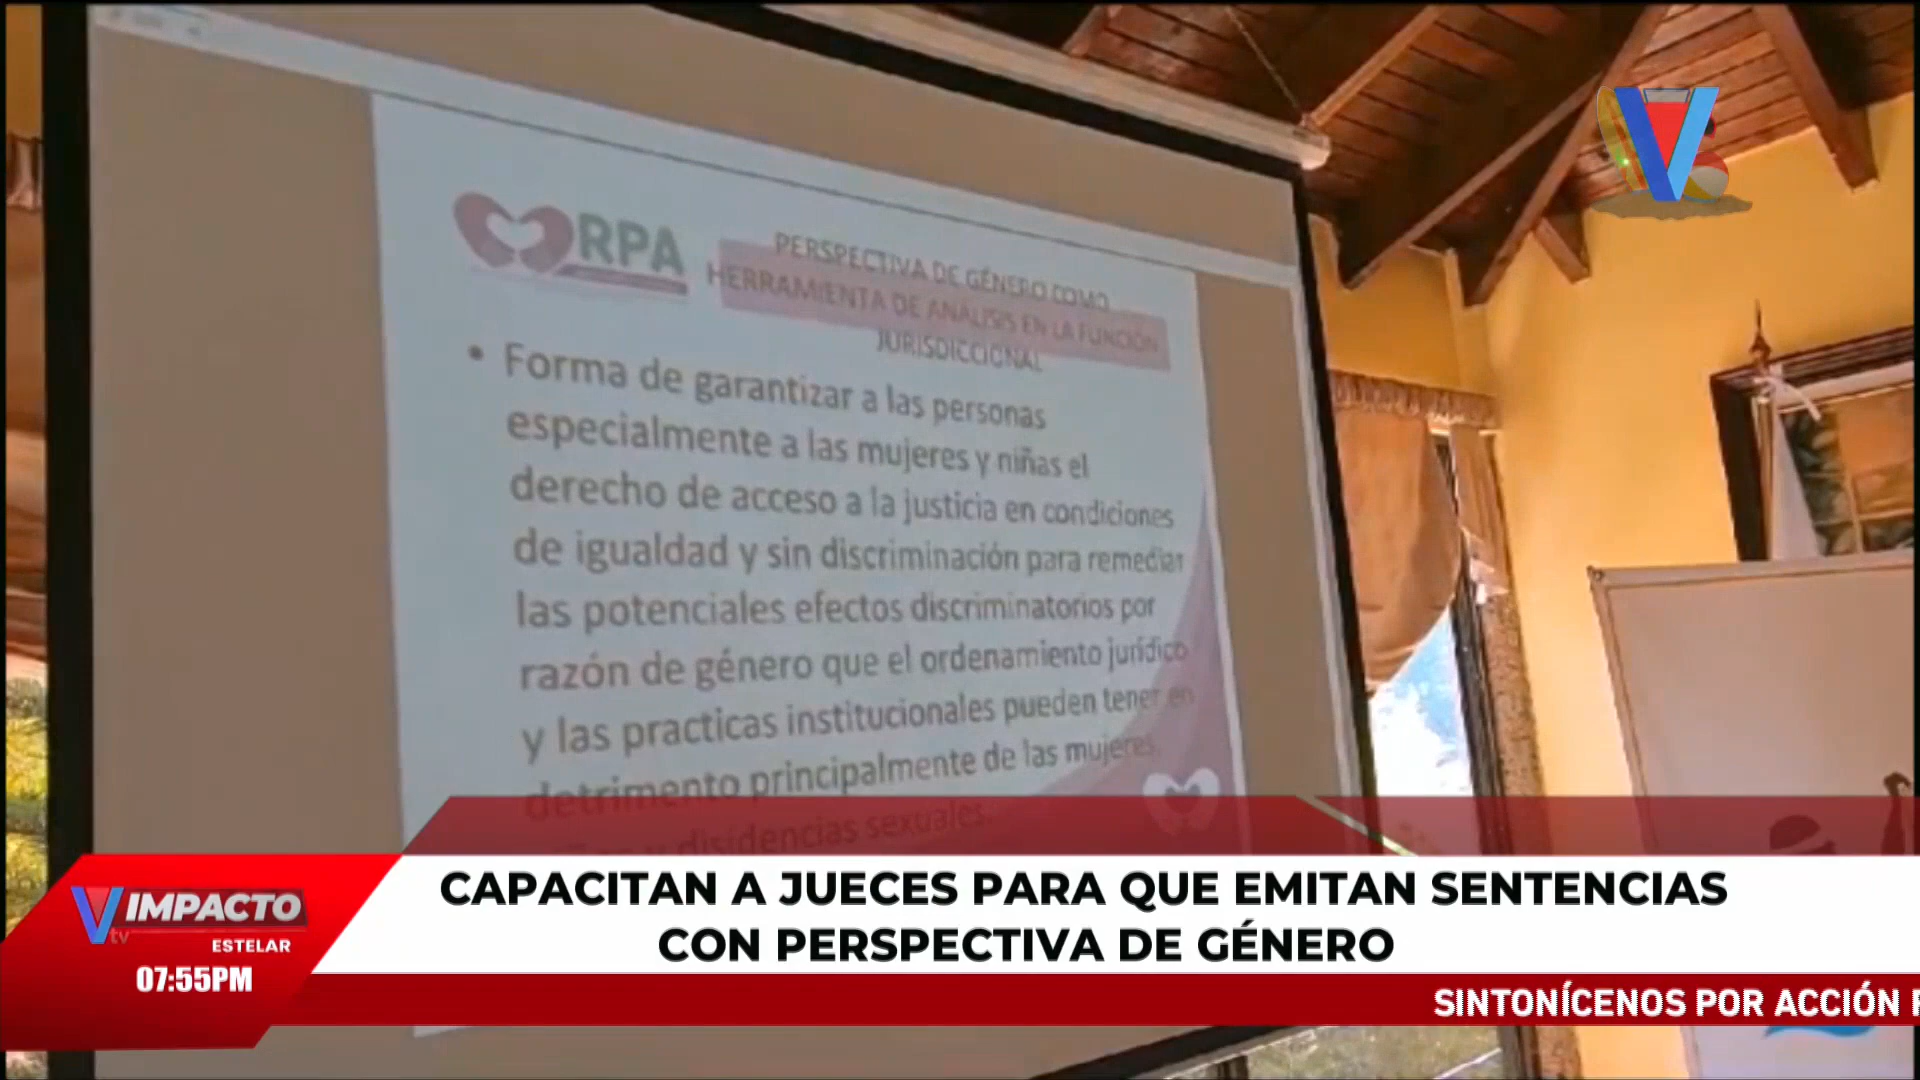 ORPA
PERSPECTIVA DE GÉNERO COMO
HERRAMIENTA DE ANALISIS EN LA FUNCIÓN
JURISDICCIONAL
• Forma de garantizar a las personas
especialmente a las mujeres y niñas el
derecho de acceso a la justicia en condiciones
de igualdad y sin discriminación para remediar
las potenciales efectos discriminatorios por
razón de género que el ordenamiento jurídico
y las practicas institucionales pueden tener en
detrimento principalmente de las mujeres,
y disidencias sexuales.
CAPACITAN A JUECES PARA QUE EMITAN SENTENCIAS
CON PERSPECTIVA DE GÉNERO
V tv IMPACTO
ESTELAR
07:55PM
SINTONÍCENOS POR ACCIÓN